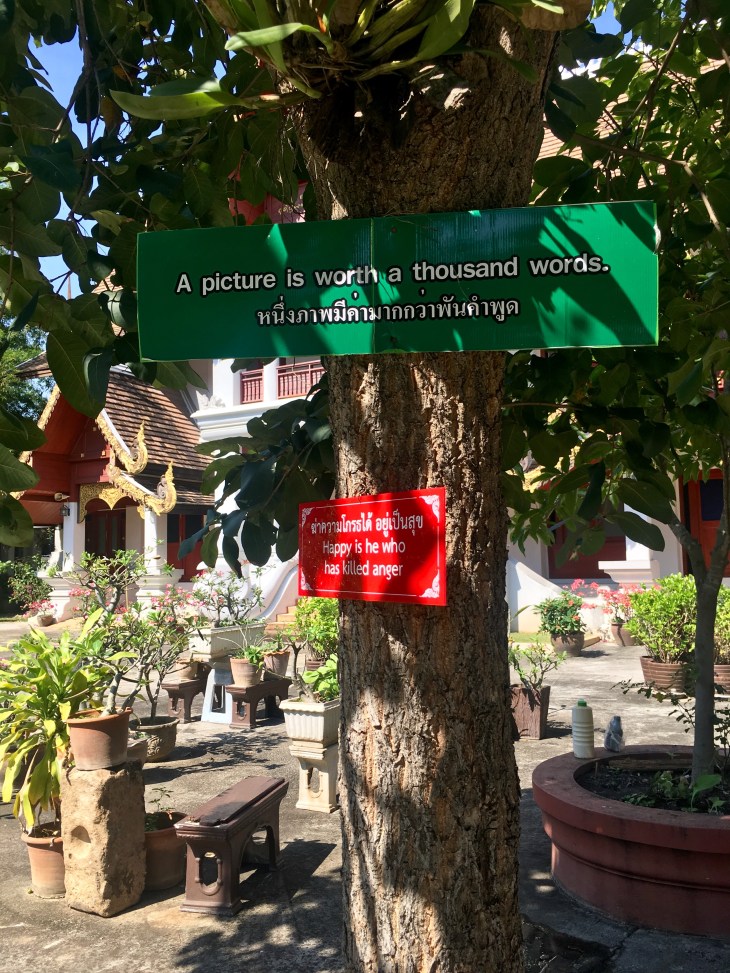 A picture is worth a thousand words.
หนึ่งภาพมีค่ามากกว่าพันคำพูด
ฆ่าความโกรธได้ อยู่เป็นสุข
Happy is he who
has killed anger